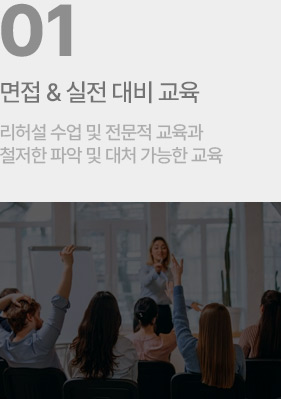 01
면접 & 실전 대비 교육
리허설 수업 및 전문적 교육과
철저한 파악 및 대처 가능한 교육